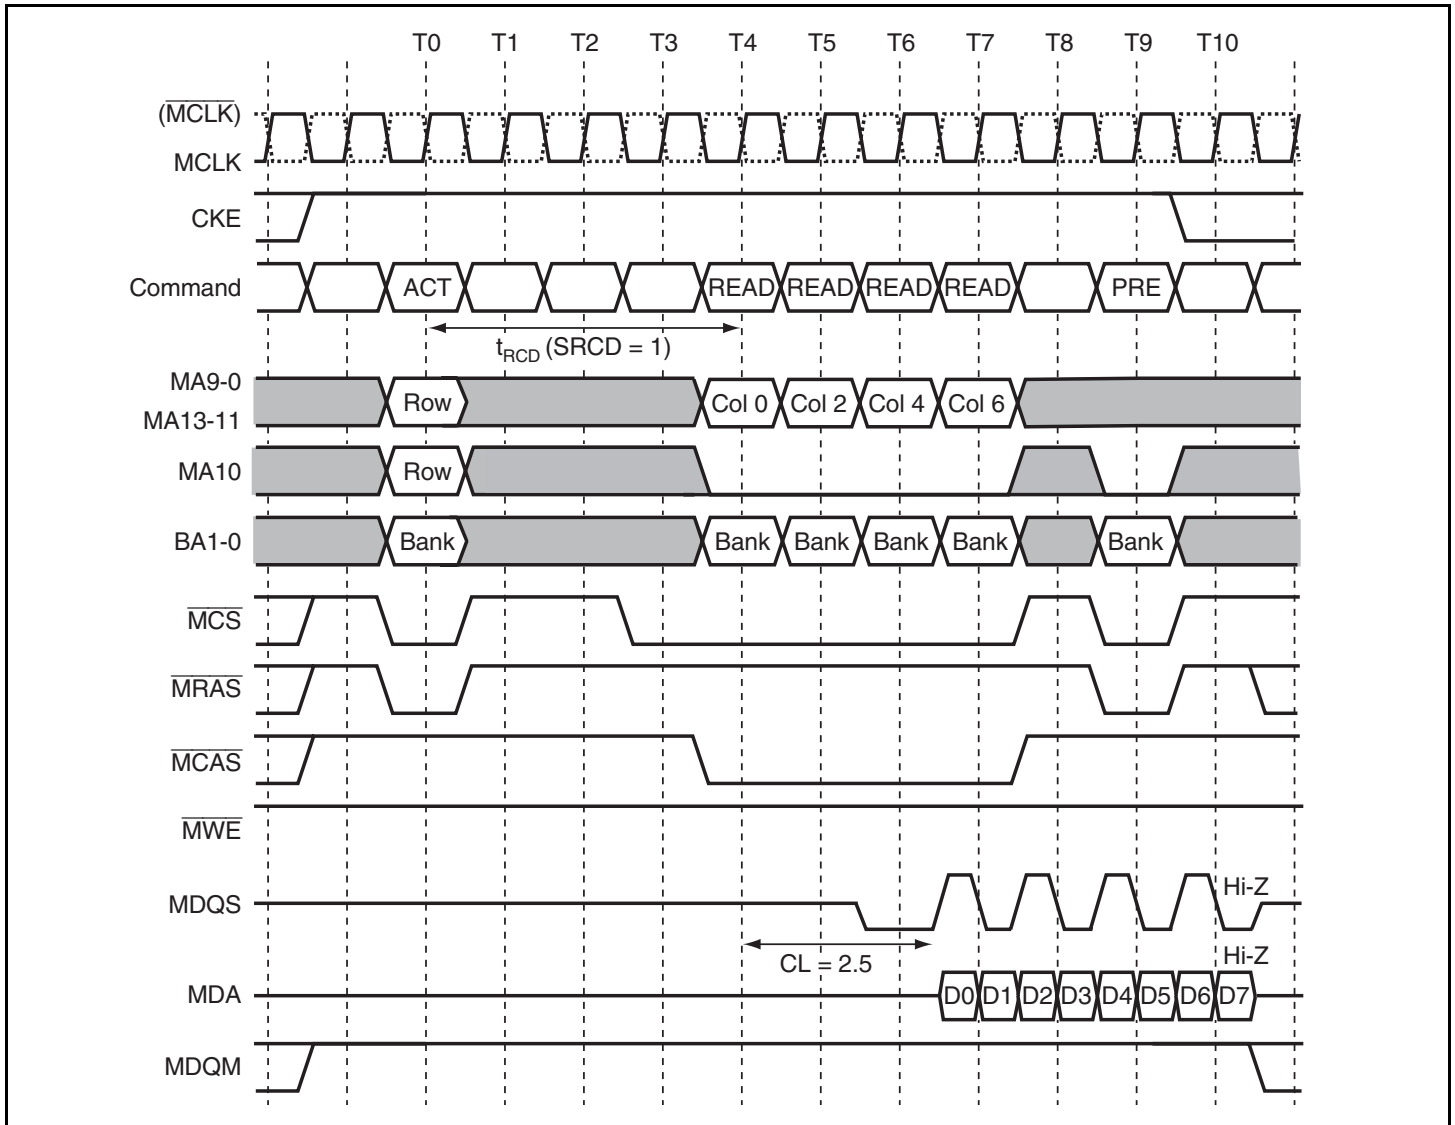 T0 T1 T2 T3 T4 T5 T6 T7 T8 T9 T10
(MCLK)
MCLK
CKE
Command ACT READ READ READ READ PRE
tRCD (SRCD = 1)
MA9-0
MA13-11
Row Col 0 Col 2 Col 4 Col 6
MA10 Row
BA1-0 Bank Bank Bank Bank Bank Bank
MCS
MRAS
MCAS
MWE
MDQS Hi-Z
CL = 2.5
Hi-Z
MDA D0 D1 D2 D3 D4 D5 D6 D7
MDQM